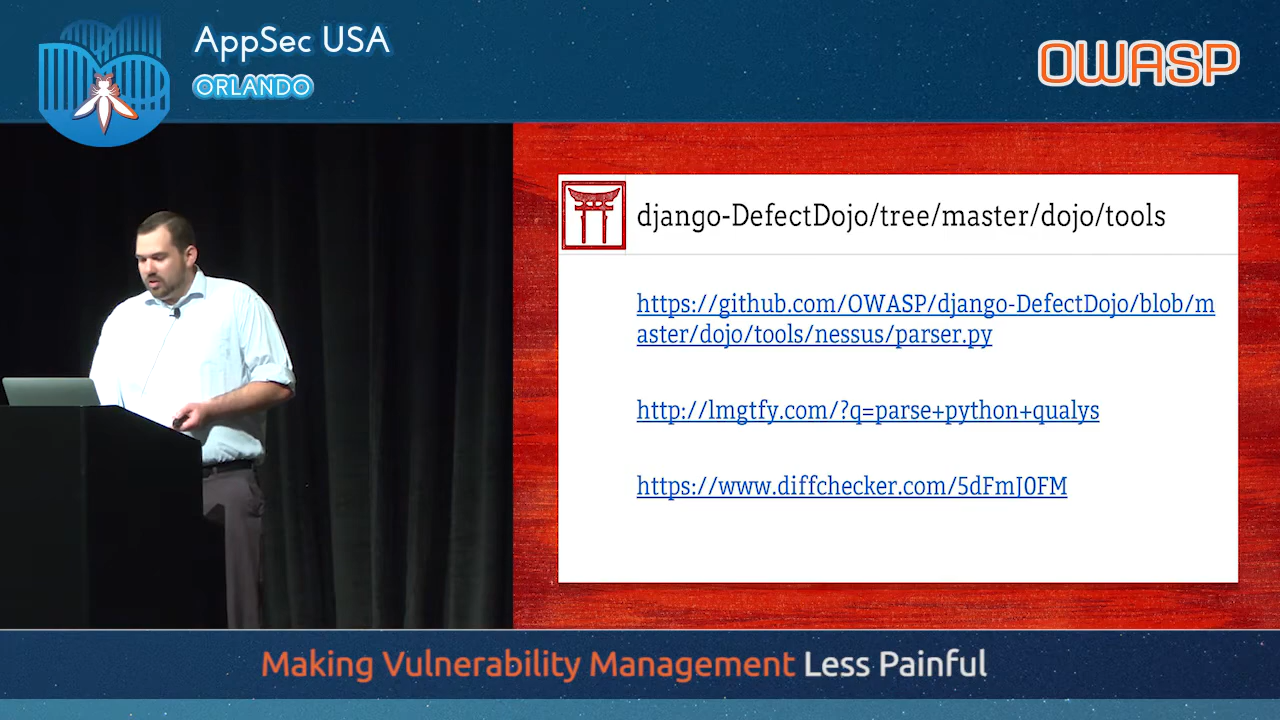 AppSec USA
ORLANDO
OWASP
django-DefectDojo/tree/master/dojo/tools
https://github.com/OWASP/django-DefectDojo/blob/m
aster/dojo/tools/nessus/parser.py
http://lmgtfy.com/?q=parse+python+qualys
https://www.diffchecker.com/5dFmJ0FM
Making Vulnerability Management Less Painful